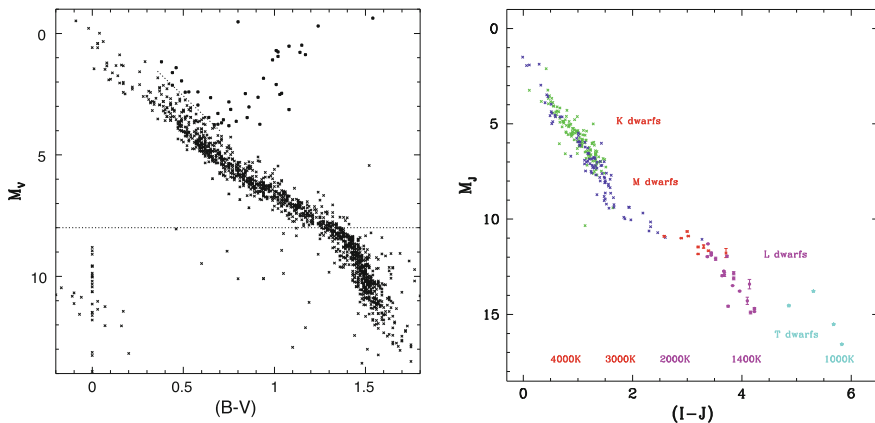 0
5
10
M_V
0
0.5
1
1.5
(B-V)
0
5
10
15
M_J
K dwarfs
M dwarfs
L dwarfs
T dwarfs
4000K 3000K 2000K 1400K 1000K
0 2 4 6
(I-J)